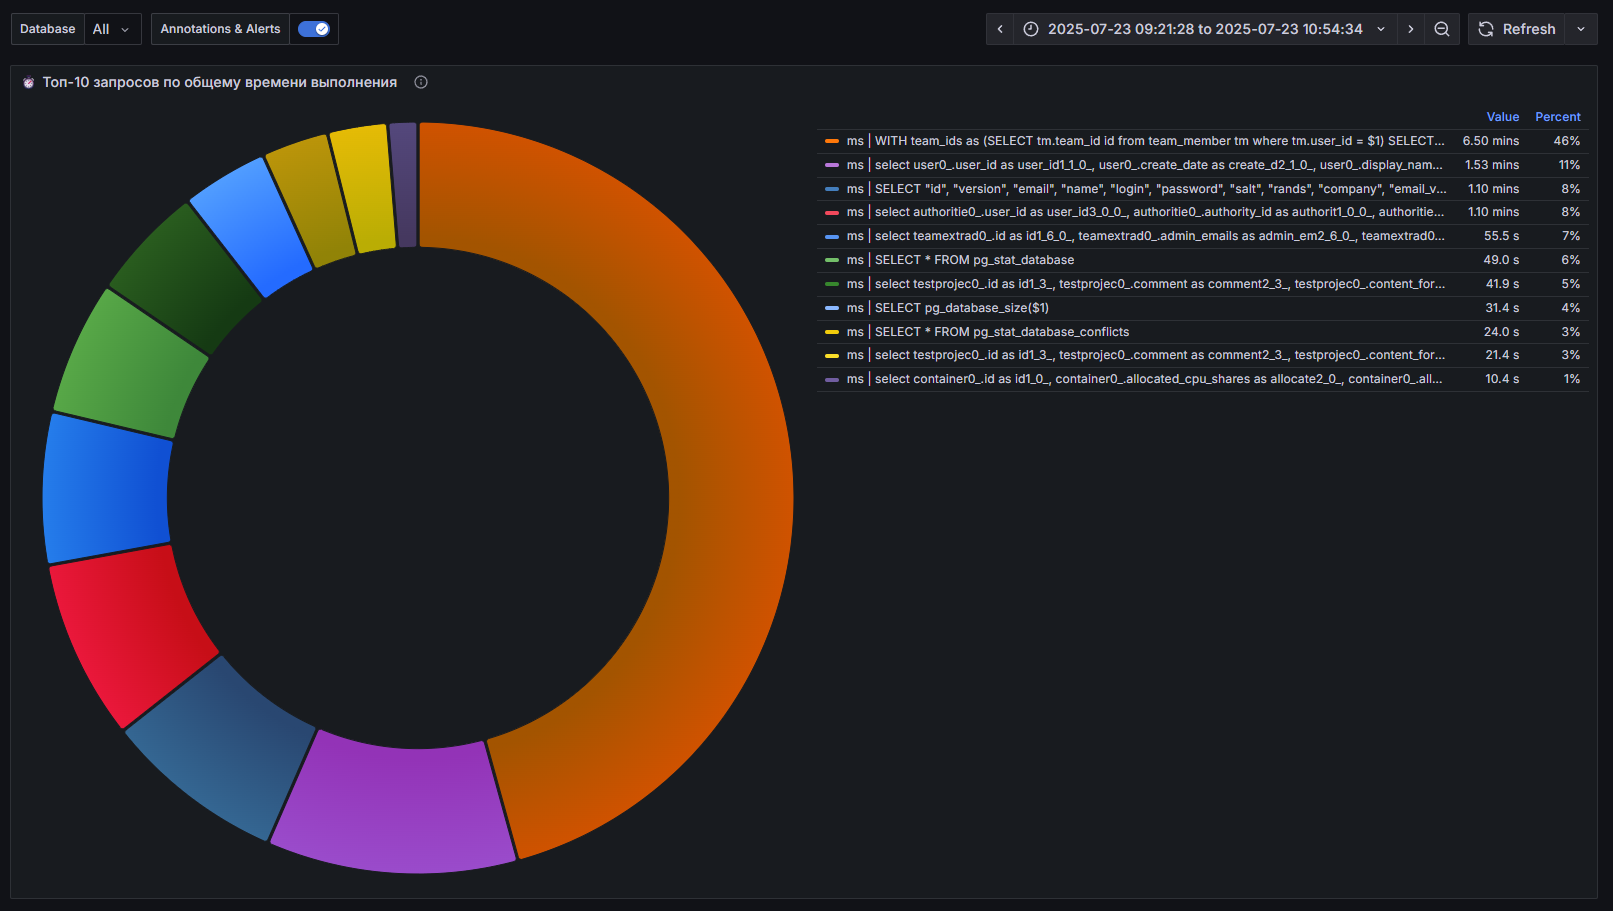 Database All Annotations & Alerts 2025-07-23 09:21:28 to 2025-07-23 10:54:34 Refresh
Топ-10 запросов по общему времени выполнения
Value Percent
ms | WITH team_ids as (SELECT tm.team_id id from team_member tm where tm.user_id = $1) SELECT... 6.50 mins 46%
ms | select user0_.user_id as user_id1_1_0_, user0_.create_date as create_d2_1_0_, user0_.display_nam... 1.53 mins 11%
ms | SELECT "id", "version", "email", "name", "login", "password", "salt", "rands", "company", "email_v... 1.10 mins 8%
ms | select authoritie0_.user_id as user_id3_0_0_, authoritie0_.authority_id as authorit1_0_0_, authoritie... 1.10 mins 8%
ms | select teamextrad0_.id as id1_6_0_, teamextrad0_.admin_emails as admin_em2_6_0_, teamextrad0... 55.5 s 7%
ms | SELECT * FROM pg_stat_database 49.0 s 6%
ms | select testprojec0_.id as id1_3_, testprojec0_.comment as comment2_3_, testprojec0_.content_for... 41.9 s 5%
ms | SELECT pg_database_size($1) 31.4 s 4%
ms | SELECT * FROM pg_stat_database_conflicts 24.0 s 3%
ms | select testprojec0_.id as id1_3_, testprojec0_.comment as comment2_3_, testprojec0_.content_for... 21.4 s 3%
ms | select container0_.id as id1_0_, container0_.allocated_cpu_shares as allocate2_0_, container0_.all... 10.4 s 1%